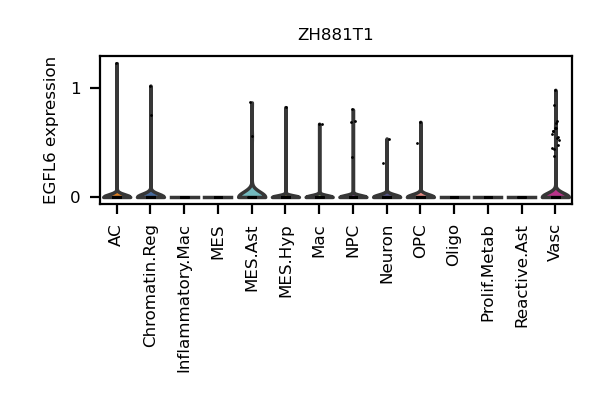 ZH881T1
EGFL6 expression
1
0
AC
Chromatin.Reg
Inflammatory.Mac
MES
MES.Ast
MES.Hyp
Mac
NPC
Neuron
OPC
Oligo
Prolif.Metab
Reactive.Ast
Vasc